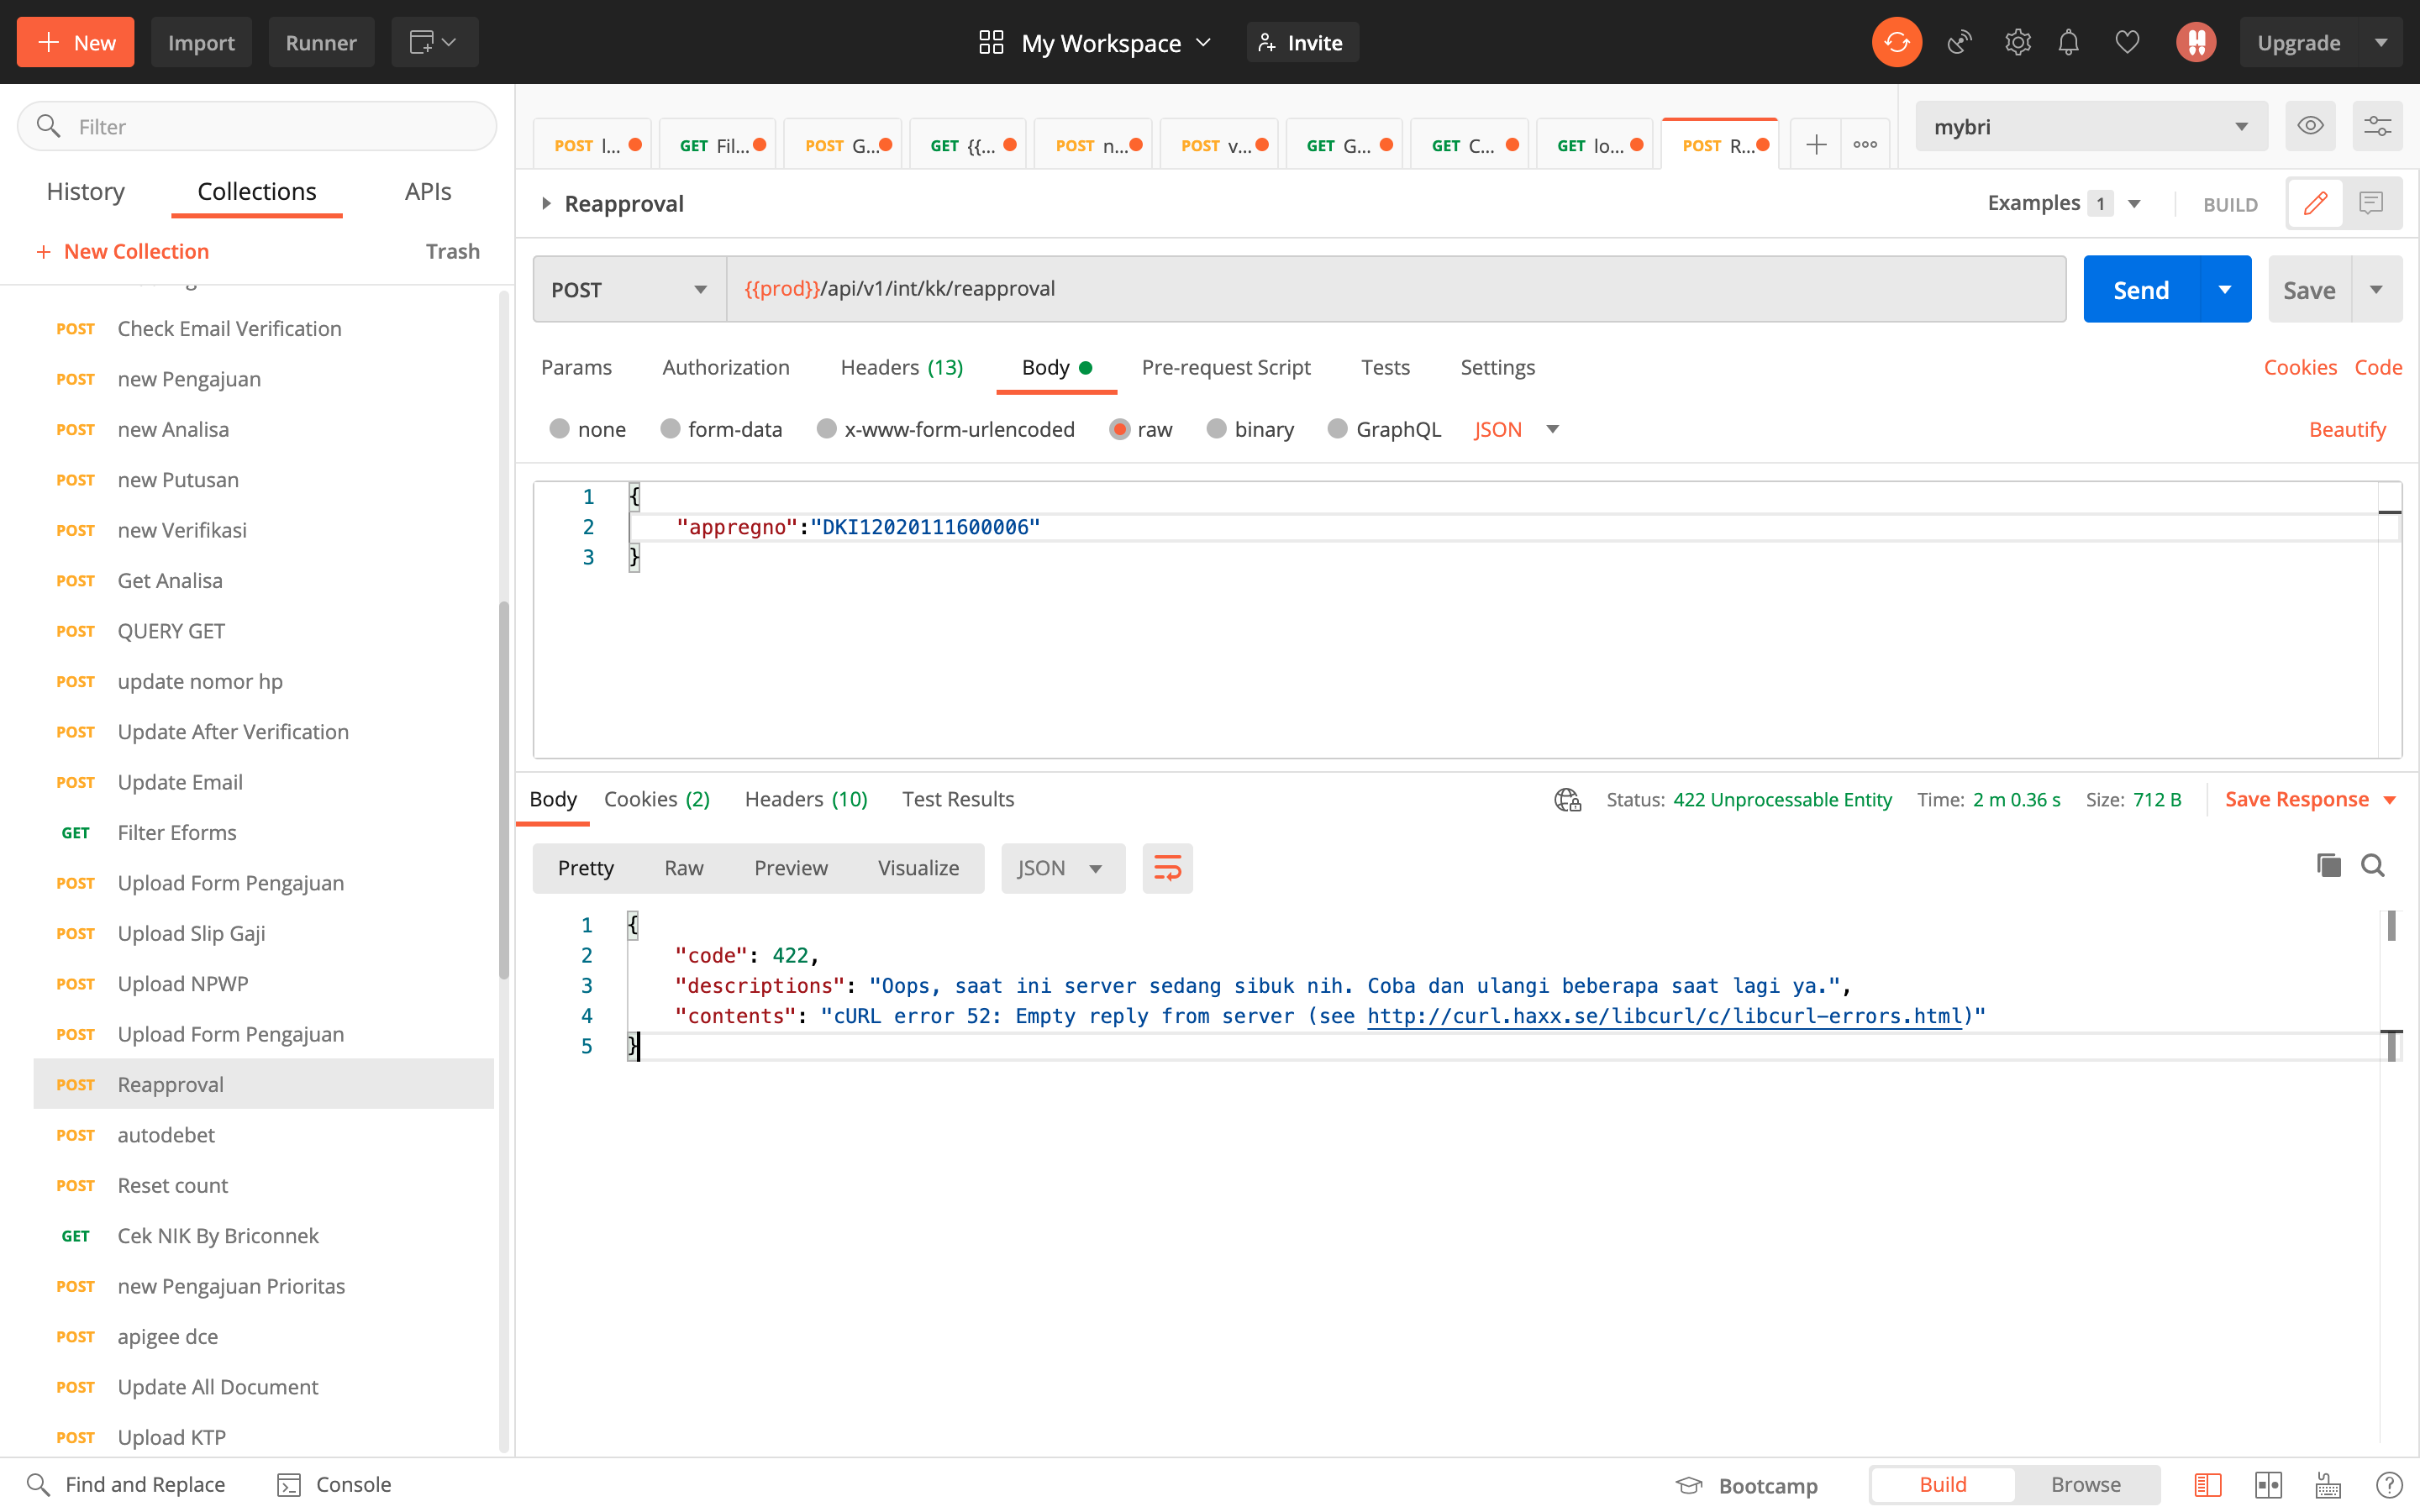 New
Import
Runner
My Workspace
Invite
Upgrade
Filter
History
Collections
APIs
+ New Collection
Trash
POST Check Email Verification
POST new Pengajuan
POST new Analisa
POST new Putusan
POST new Verifikasi
POST Get Analisa
POST QUERY GET
POST update nomor hp
POST Update After Verification
POST Update Email
GET Filter Eforms
POST Upload Form Pengajuan
POST Upload Slip Gaji
POST Upload NPWP
POST Upload Form Pengajuan
POST Reapproval
POST autodebet
POST Reset count
GET Cek NIK By Briconnek
POST new Pengajuan Prioritas
POST apigee dce
POST Update All Document
POST Upload KTP
POST l...
GET Fil...
POST G...
GET {{...
POST n...
POST v...
GET G...
GET C...
GET lo...
POST R...
mybri
Reapproval
Examples 1
BUILD
POST
{{prod}}/api/v1/int/kk/reapproval
Send
Save
Params
Authorization
Headers (13)
Body
Pre-request Script
Tests
Settings
Cookies
Code
none
form-data
x-www-form-urlencoded
raw
binary
GraphQL
JSON
Beautify
1 {
2 "appregno":"DKI12020111600006"
3 }
Body
Cookies (2)
Headers (10)
Test Results
Status: 422 Unprocessable Entity
Time: 2 m 0.36 s
Size: 712 B
Save Response
Pretty
Raw
Preview
Visualize
JSON
1 {
2 "code": 422,
3 "descriptions": "Oops, saat ini server sedang sibuk nih. Coba dan ulangi beberapa saat lagi ya.",
4 "contents": "cURL error 52: Empty reply from server (see http://curl.haxx.se/libcurl/c/libcurl-errors.html)"
5 }
Find and Replace
Console
Bootcamp
Build
Browse